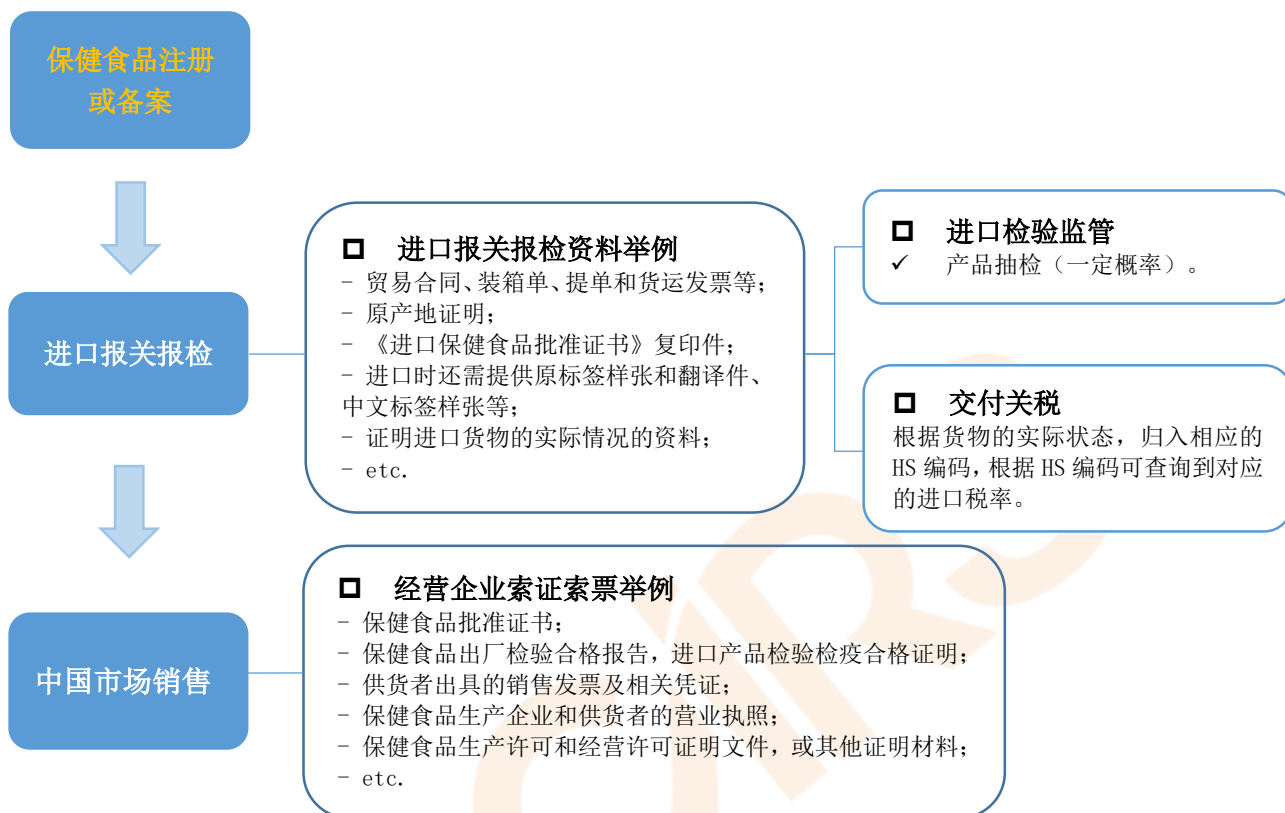 保健食品注册
或备案
进口报关报检
□ 进口报关报检资料举例
- 贸易合同、装箱单、提单和货运发票等；
- 原产地证明；
- 《进口保健食品批准证书》复印件；
- 进口时还需提供原标签样张和翻译件、
中文标签样张等；
- 证明进口货物的实际情况的资料；
- etc.
□ 进口检验监管
✓ 产品抽检（一定概率）。
□ 交付关税
根据货物的实际状态，归入相应的
HS 编码，根据 HS 编码可查询到对应
的进口税率。
中国市场销售
□ 经营企业索证索票举例
- 保健食品批准证书；
- 保健食品出厂检验合格报告，进口产品检验检疫合格证明；
- 供货者出具的销售发票及相关凭证；
- 保健食品生产企业和供货者的营业执照；
- 保健食品生产许可和经营许可证明文件，或其他证明材料；
- etc.
CIRS